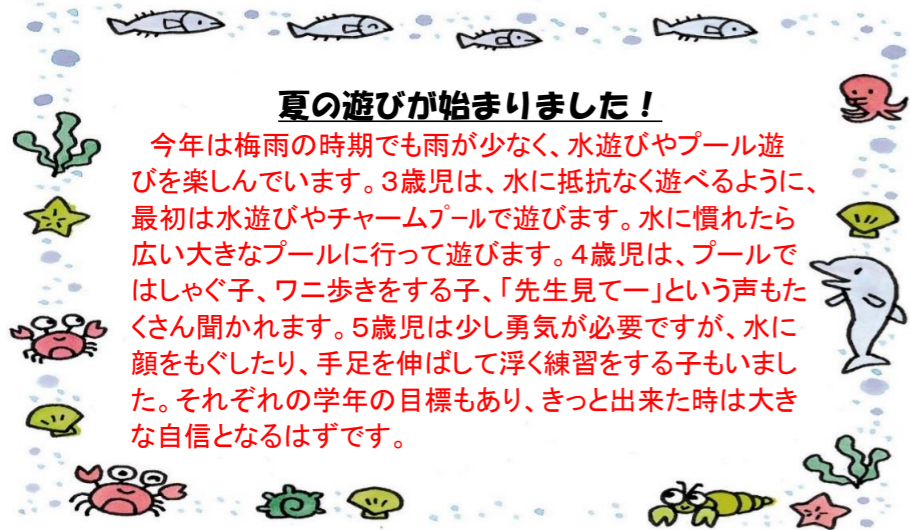 夏の遊びが始まりました！
今年は梅雨の時期でも雨が少なく、水遊びやプール遊
びを楽しんでいます。３歳児は、水に抵抗なく遊べるように、
最初は水遊びやチャームﾌﾟｰﾙで遊びます。水に慣れたら
広い大きなプールに行って遊びます。４歳児は、プールで
はしゃぐ子、ワニ歩きをする子、「先生見てー」という声もた
くさん聞かれます。５歳児は少し勇気が必要ですが、水に
顔をもぐしたり、手足を伸ばして浮く練習をする子もいまし
た。それぞれの学年の目標もあり、きっと出来た時は大き
な自信となるはずです。